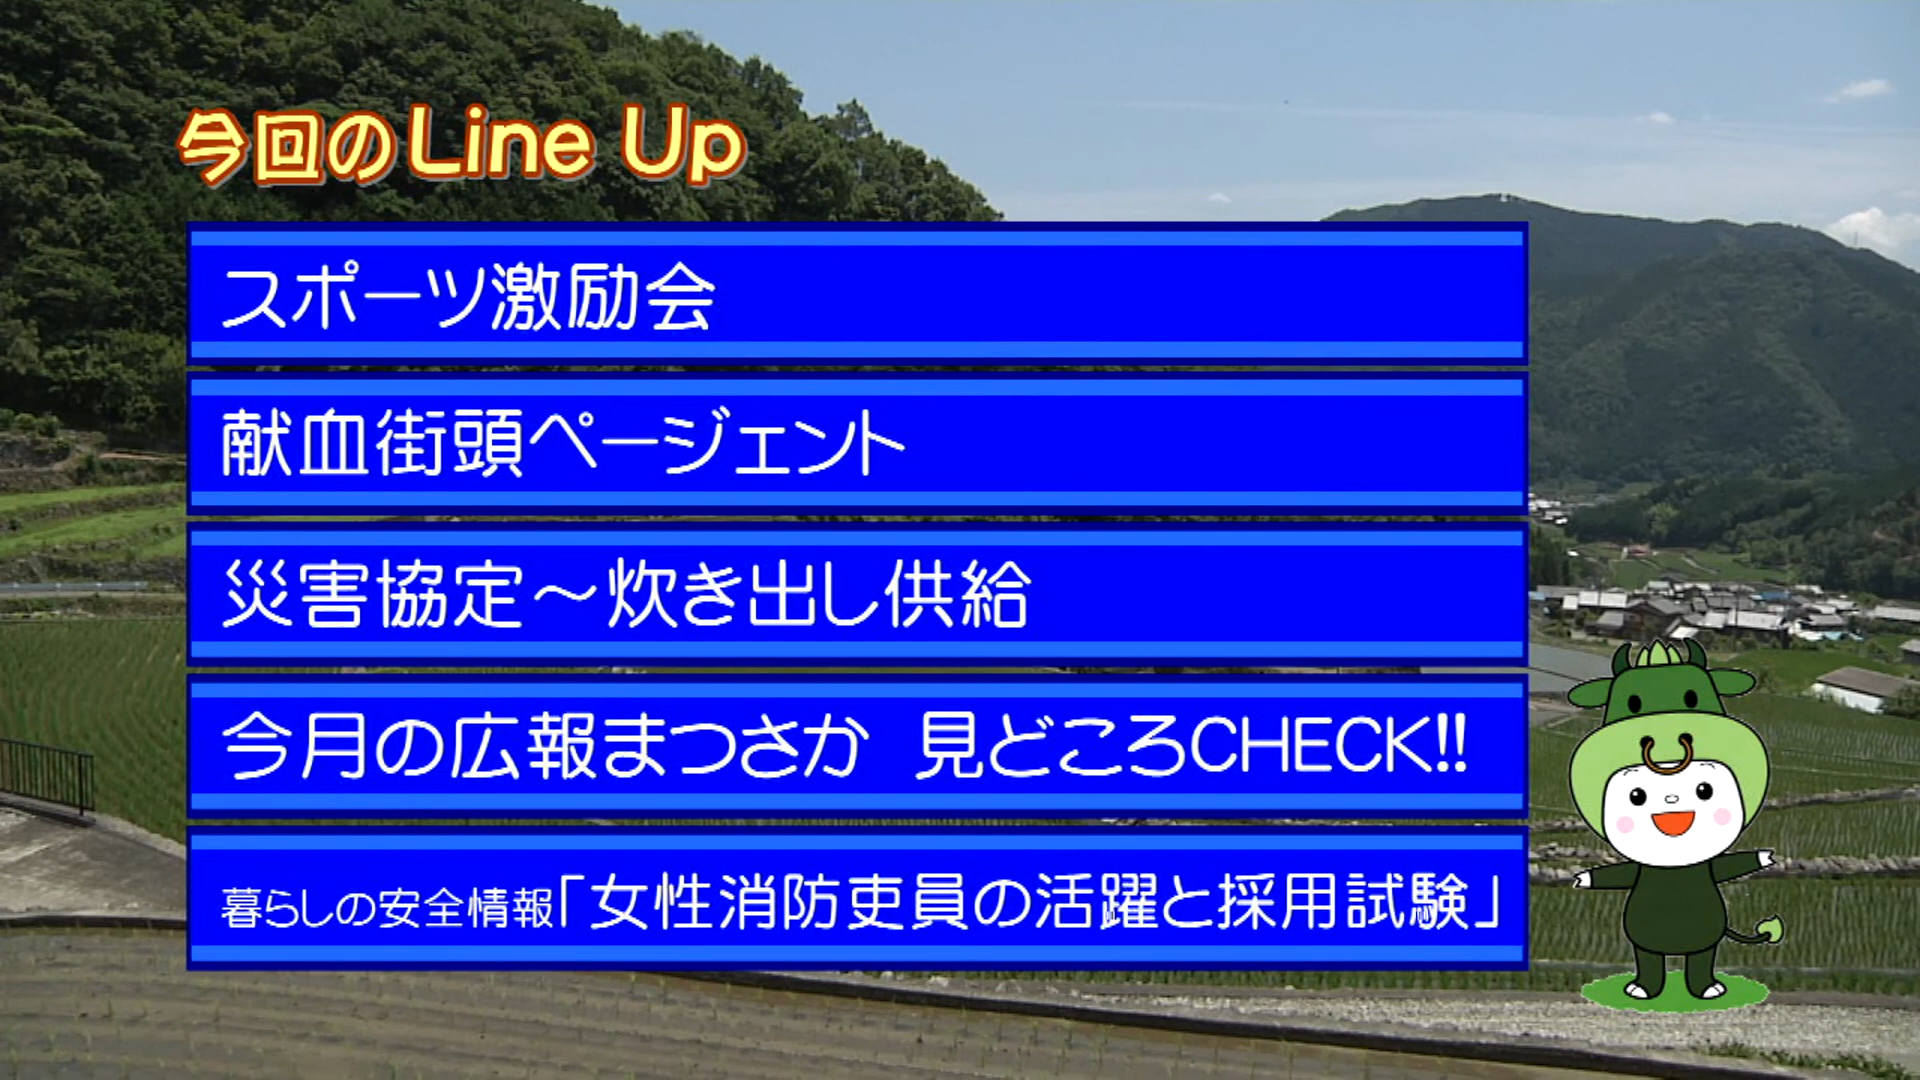 今回のLine Up
スポーツ激励会
献血街頭ページェント
災害協定～炊き出し供給
今月の広報まつさか　見どころCHECK!!
暮らしの安全情報「女性消防吏員の活躍と採用試験」